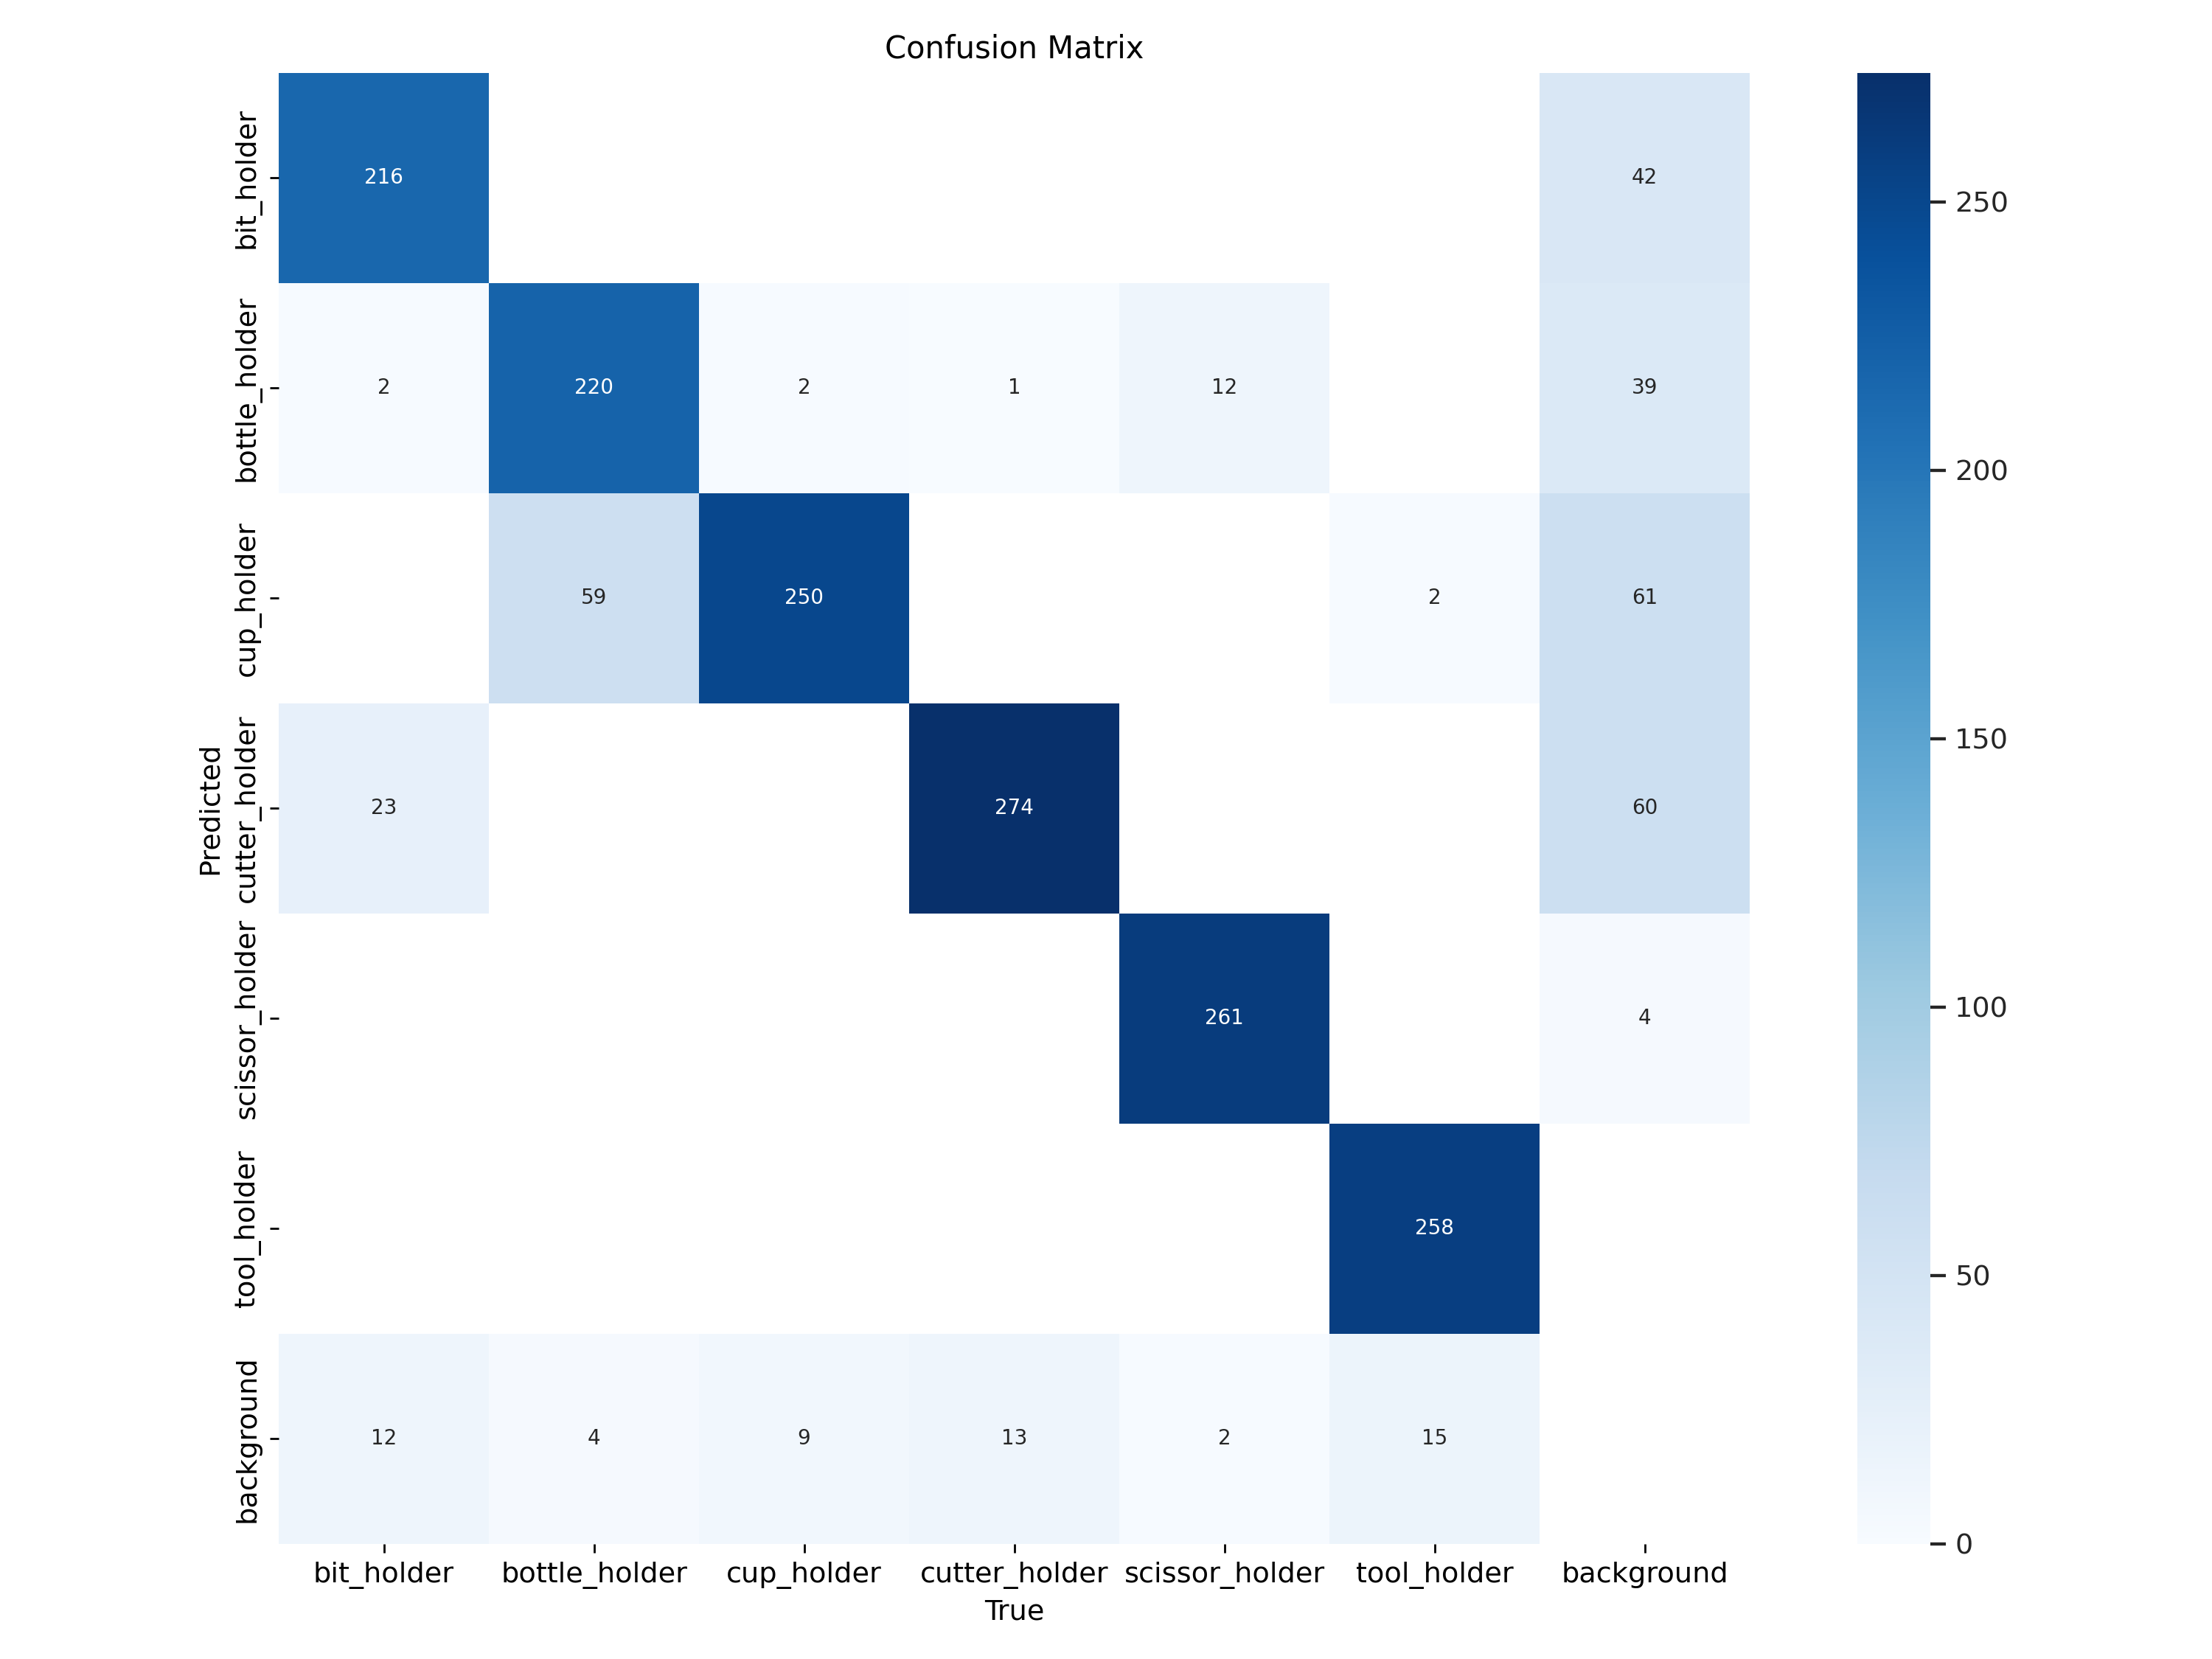 Confusion Matrix
Predicted
bit_holder
216
42
bottle_holder
2 220 2 1 12 39
cup_holder
59 250 2 61
cutter_holder
23 274 60
scissor_holder
261 4
tool_holder
258
background
12 4 9 13 2 15
bit_holder bottle_holder cup_holder cutter_holder scissor_holder tool_holder background
True
250
200
150
100
50
0